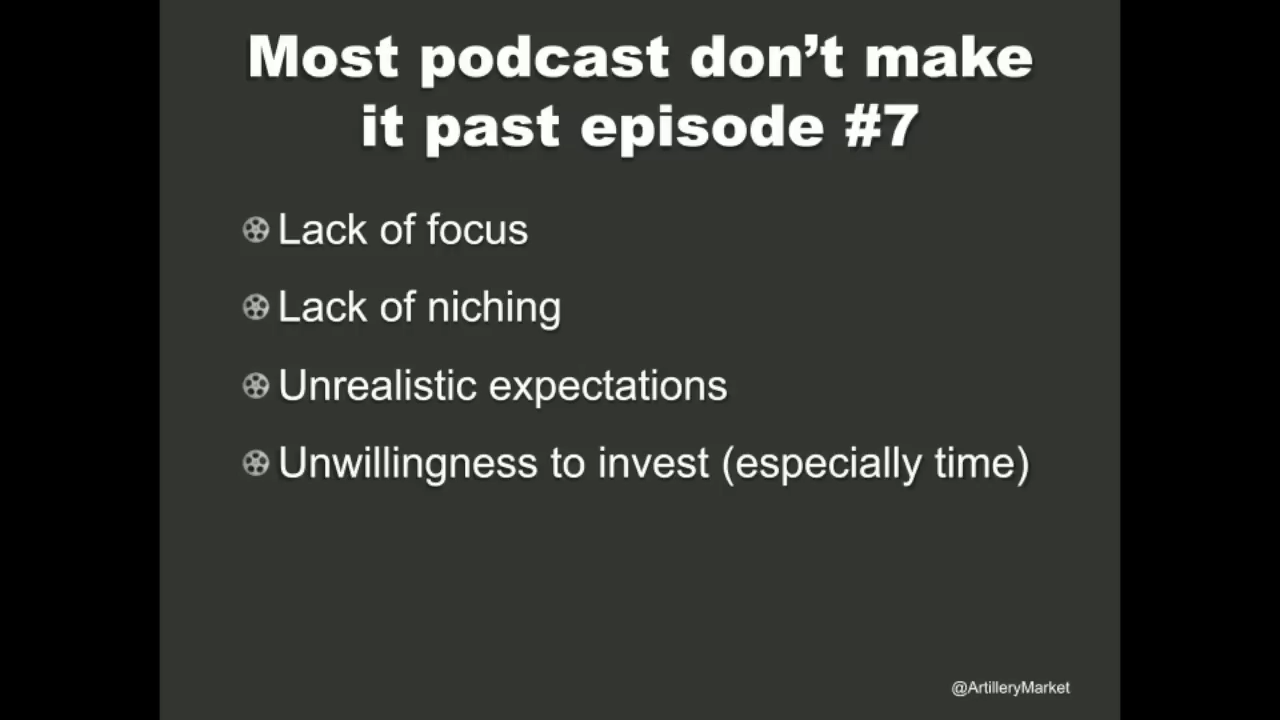 Most podcast don’t make
it past episode #7
Lack of focus
Lack of niching
Unrealistic expectations
Unwillingness to invest (especially time)
@ArtilleryMarket